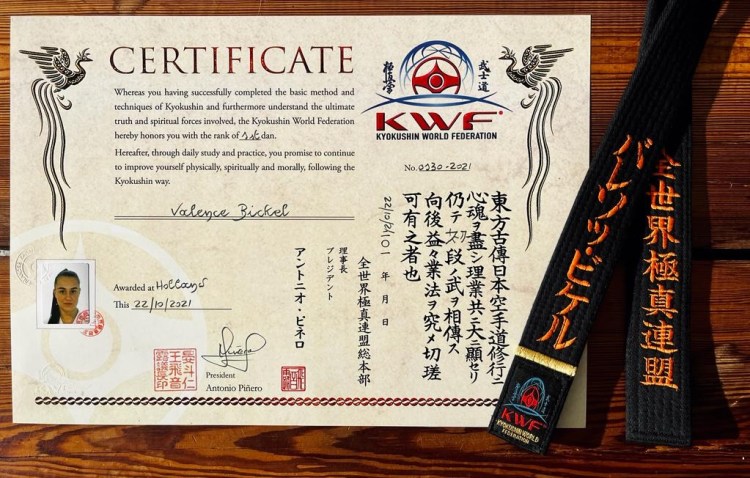 CERTIFICATE
Whereas you having successfully completed the basic method and
techniques of Kyokushin and furthermore understand the ultimate
truth and spiritual forces involved, the Kyokushin World Federation
hereby honors you with the rank of 1st dan.
Hereafter, through daily study and practice, you promise to continue
to improve yourself physically, spiritually and morally, following the
Kyokushin way.
Valence Bickel
Awarded at Holland
This 22/10/2021
President
Antonio Piñero
極真拳
武士道
KWF
KYOKUSHIN WORLD FEDERATION
No. 0930-2021
東方古傳日本空手道修行ニ
心魂ヲ盡シ理業共ニ大ニ顯セリ
仍テ 段ノ武ヲ相傳ス
向後益々業法ヲ究メ切瑳
可有之者也
年 月 日
全世界極真連盟総本部
理事長
プレジデント
アントニオ・ピネロ
バレンツ・ビケル
全世界極真連盟
KWF
KYOKUSHIN WORLD
FEDERATION